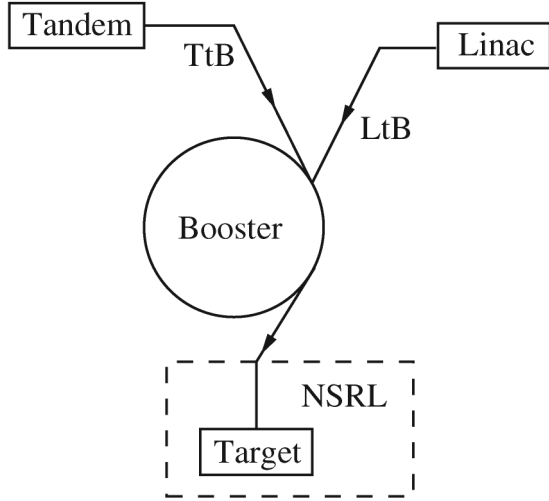 Tandem
Linac
TtB
LtB
Booster
NSRL
Target